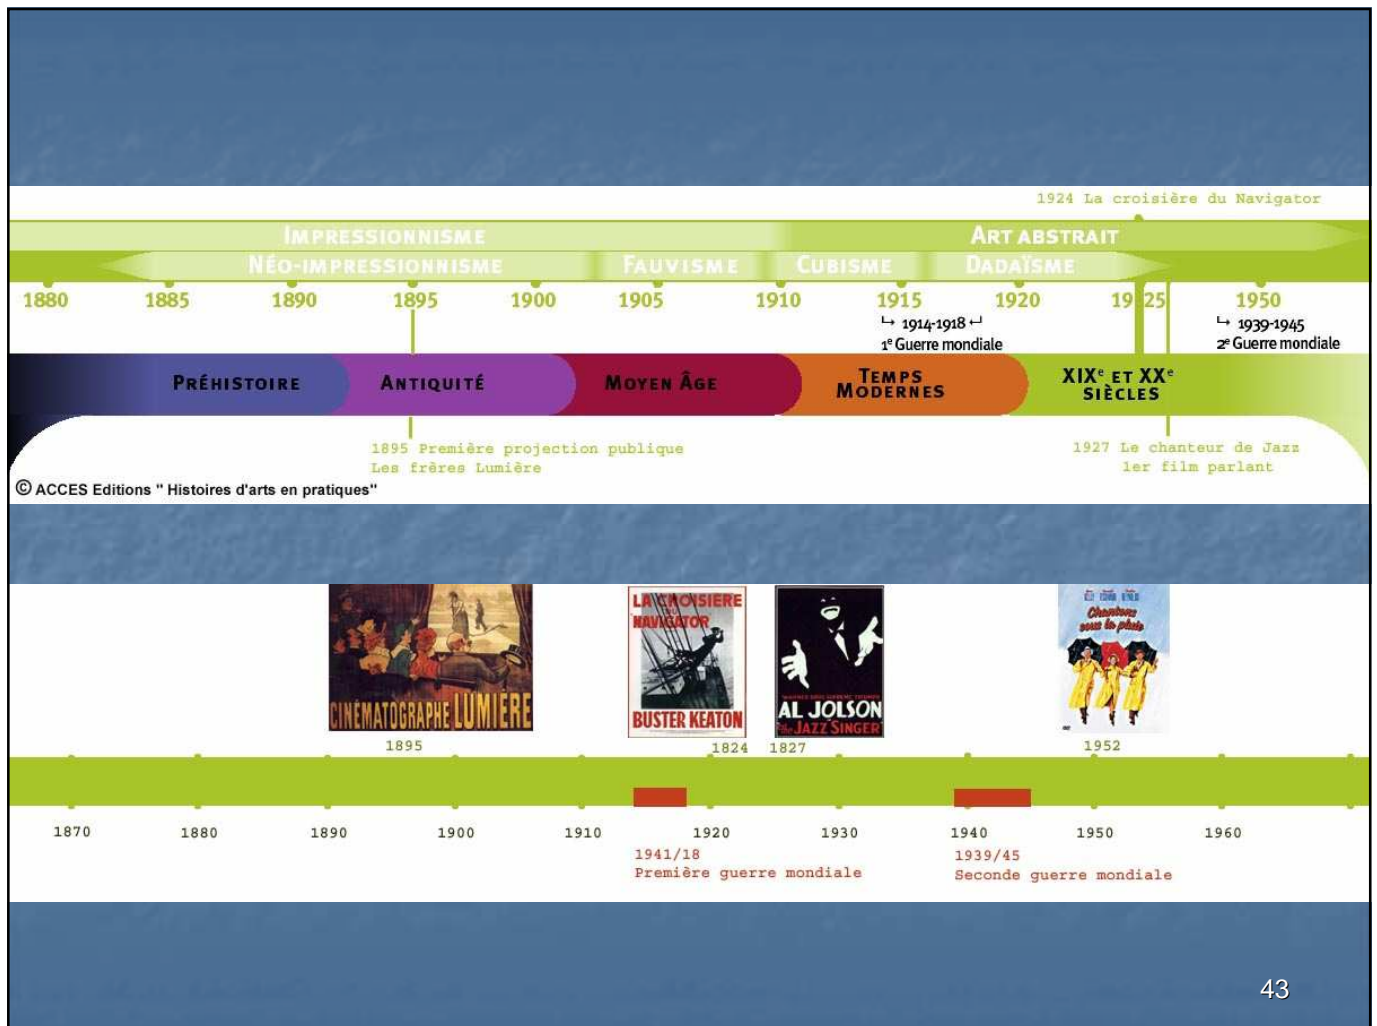 1924 La croisière du Navigator
IMPRESSIONNISME ART ABSTRAIT
NÉO-IMPRESSIONNISME FAUVISME CUBISME DADAÏSME
1880 1885 1890 1895 1900 1905 1910 1915 1920 1925 1950
1914-1918
1e Guerre mondiale
1939-1945
2e Guerre mondiale
PRÉHISTOIRE ANTIQUITÉ MOYEN ÂGE TEMPS MODERNES XIXe ET XXe SIÈCLES
1895 Première projection publique
Les frères Lumière
1927 Le chanteur de Jazz
1er film parlant
© ACCES Editions " Histoires d'arts en pratiques"
CINÉMATOGRAPHE LUMIÉRE
LA CROISIERE
DU
NAVIGATOR
BUSTER KEATON
AL JOLSON
"The JAZZ SINGER"
Chantons
sous la pluie
1895 1824 1827 1952
1870 1880 1890 1900 1910 1920 1930 1940 1950 1960
1941/18
Première guerre mondiale
1939/45
Seconde guerre mondiale
43